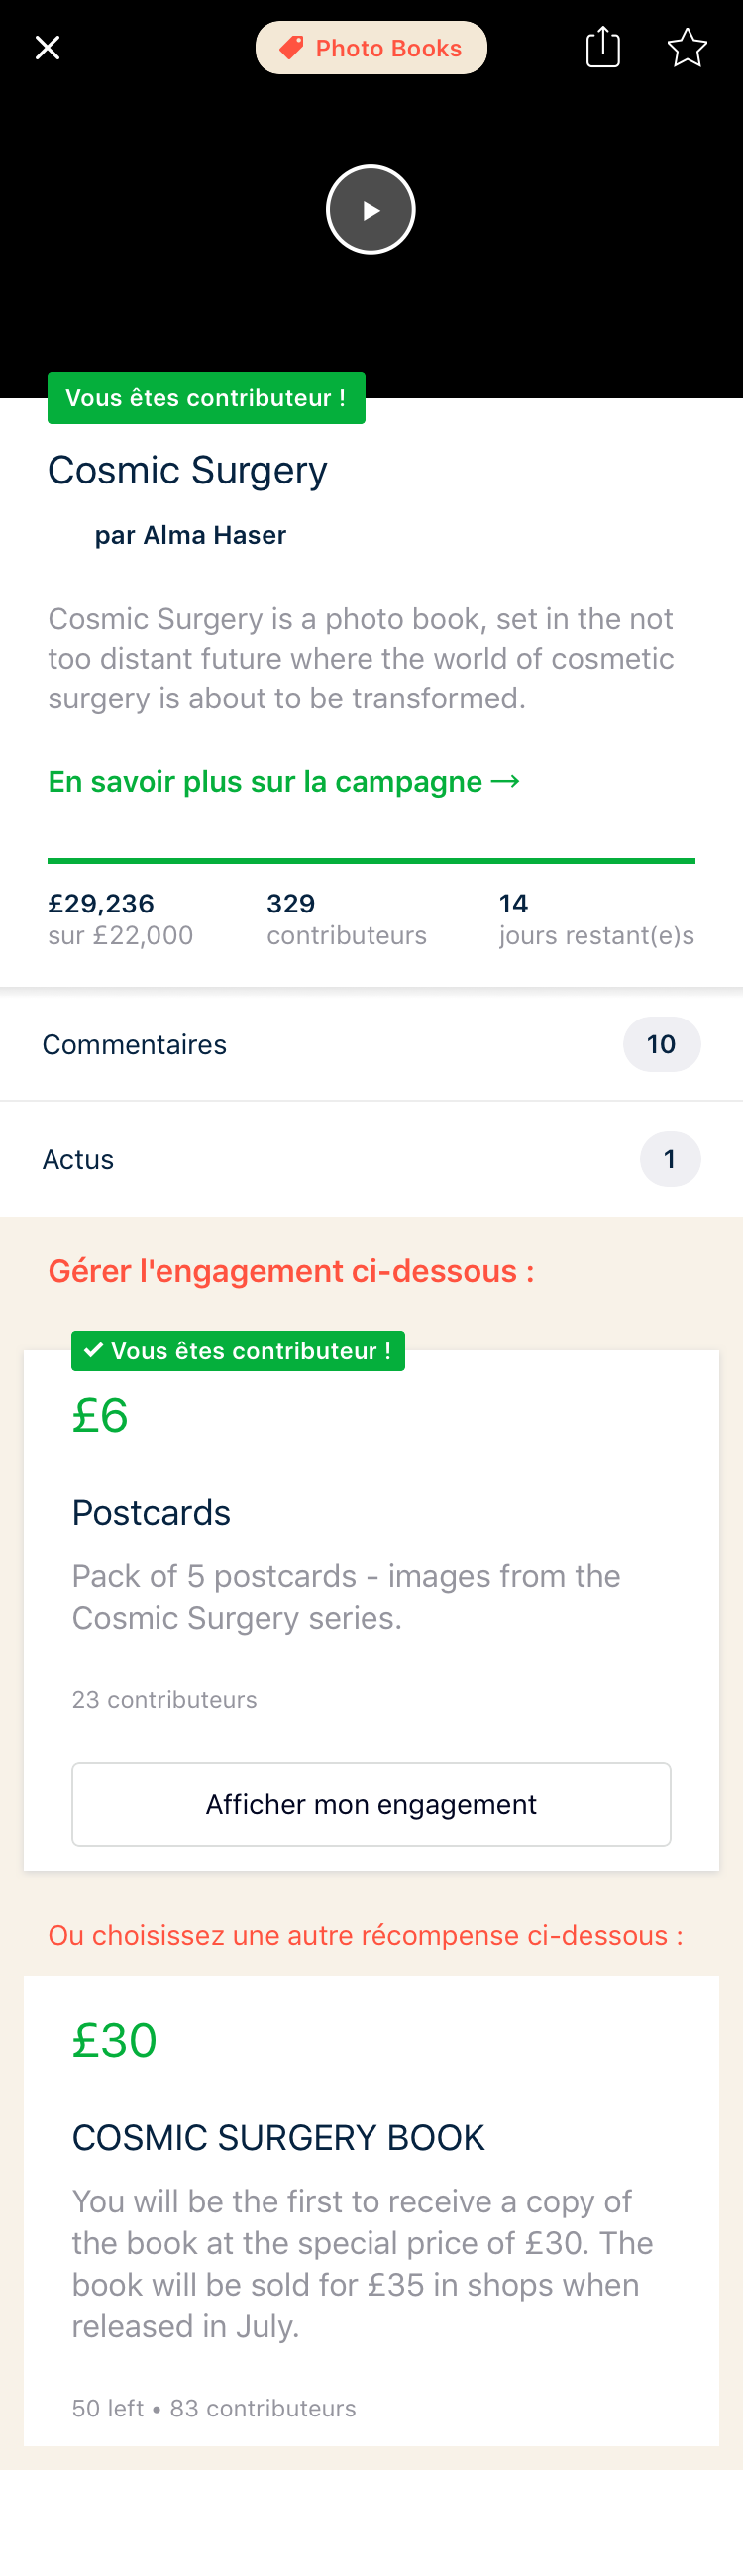 Photo Books
Vous êtes contributeur !
Cosmic Surgery
par Alma Haser
Cosmic Surgery is a photo book, set in the not
too distant future where the world of cosmetic
surgery is about to be transformed.
En savoir plus sur la campagne →
£29,236
sur £22,000
329
contributeurs
14
jours restant(e)s
Commentaires
10
Actus
1
Gérer l'engagement ci-dessous :
✓ Vous êtes contributeur !
£6
Postcards
Pack of 5 postcards - images from the
Cosmic Surgery series.
23 contributeurs
Afficher mon engagement
Ou choisissez une autre récompense ci-dessous :
£30
COSMIC SURGERY BOOK
You will be the first to receive a copy of
the book at the special price of £30. The
book will be sold for £35 in shops when
released in July.
50 left • 83 contributeurs